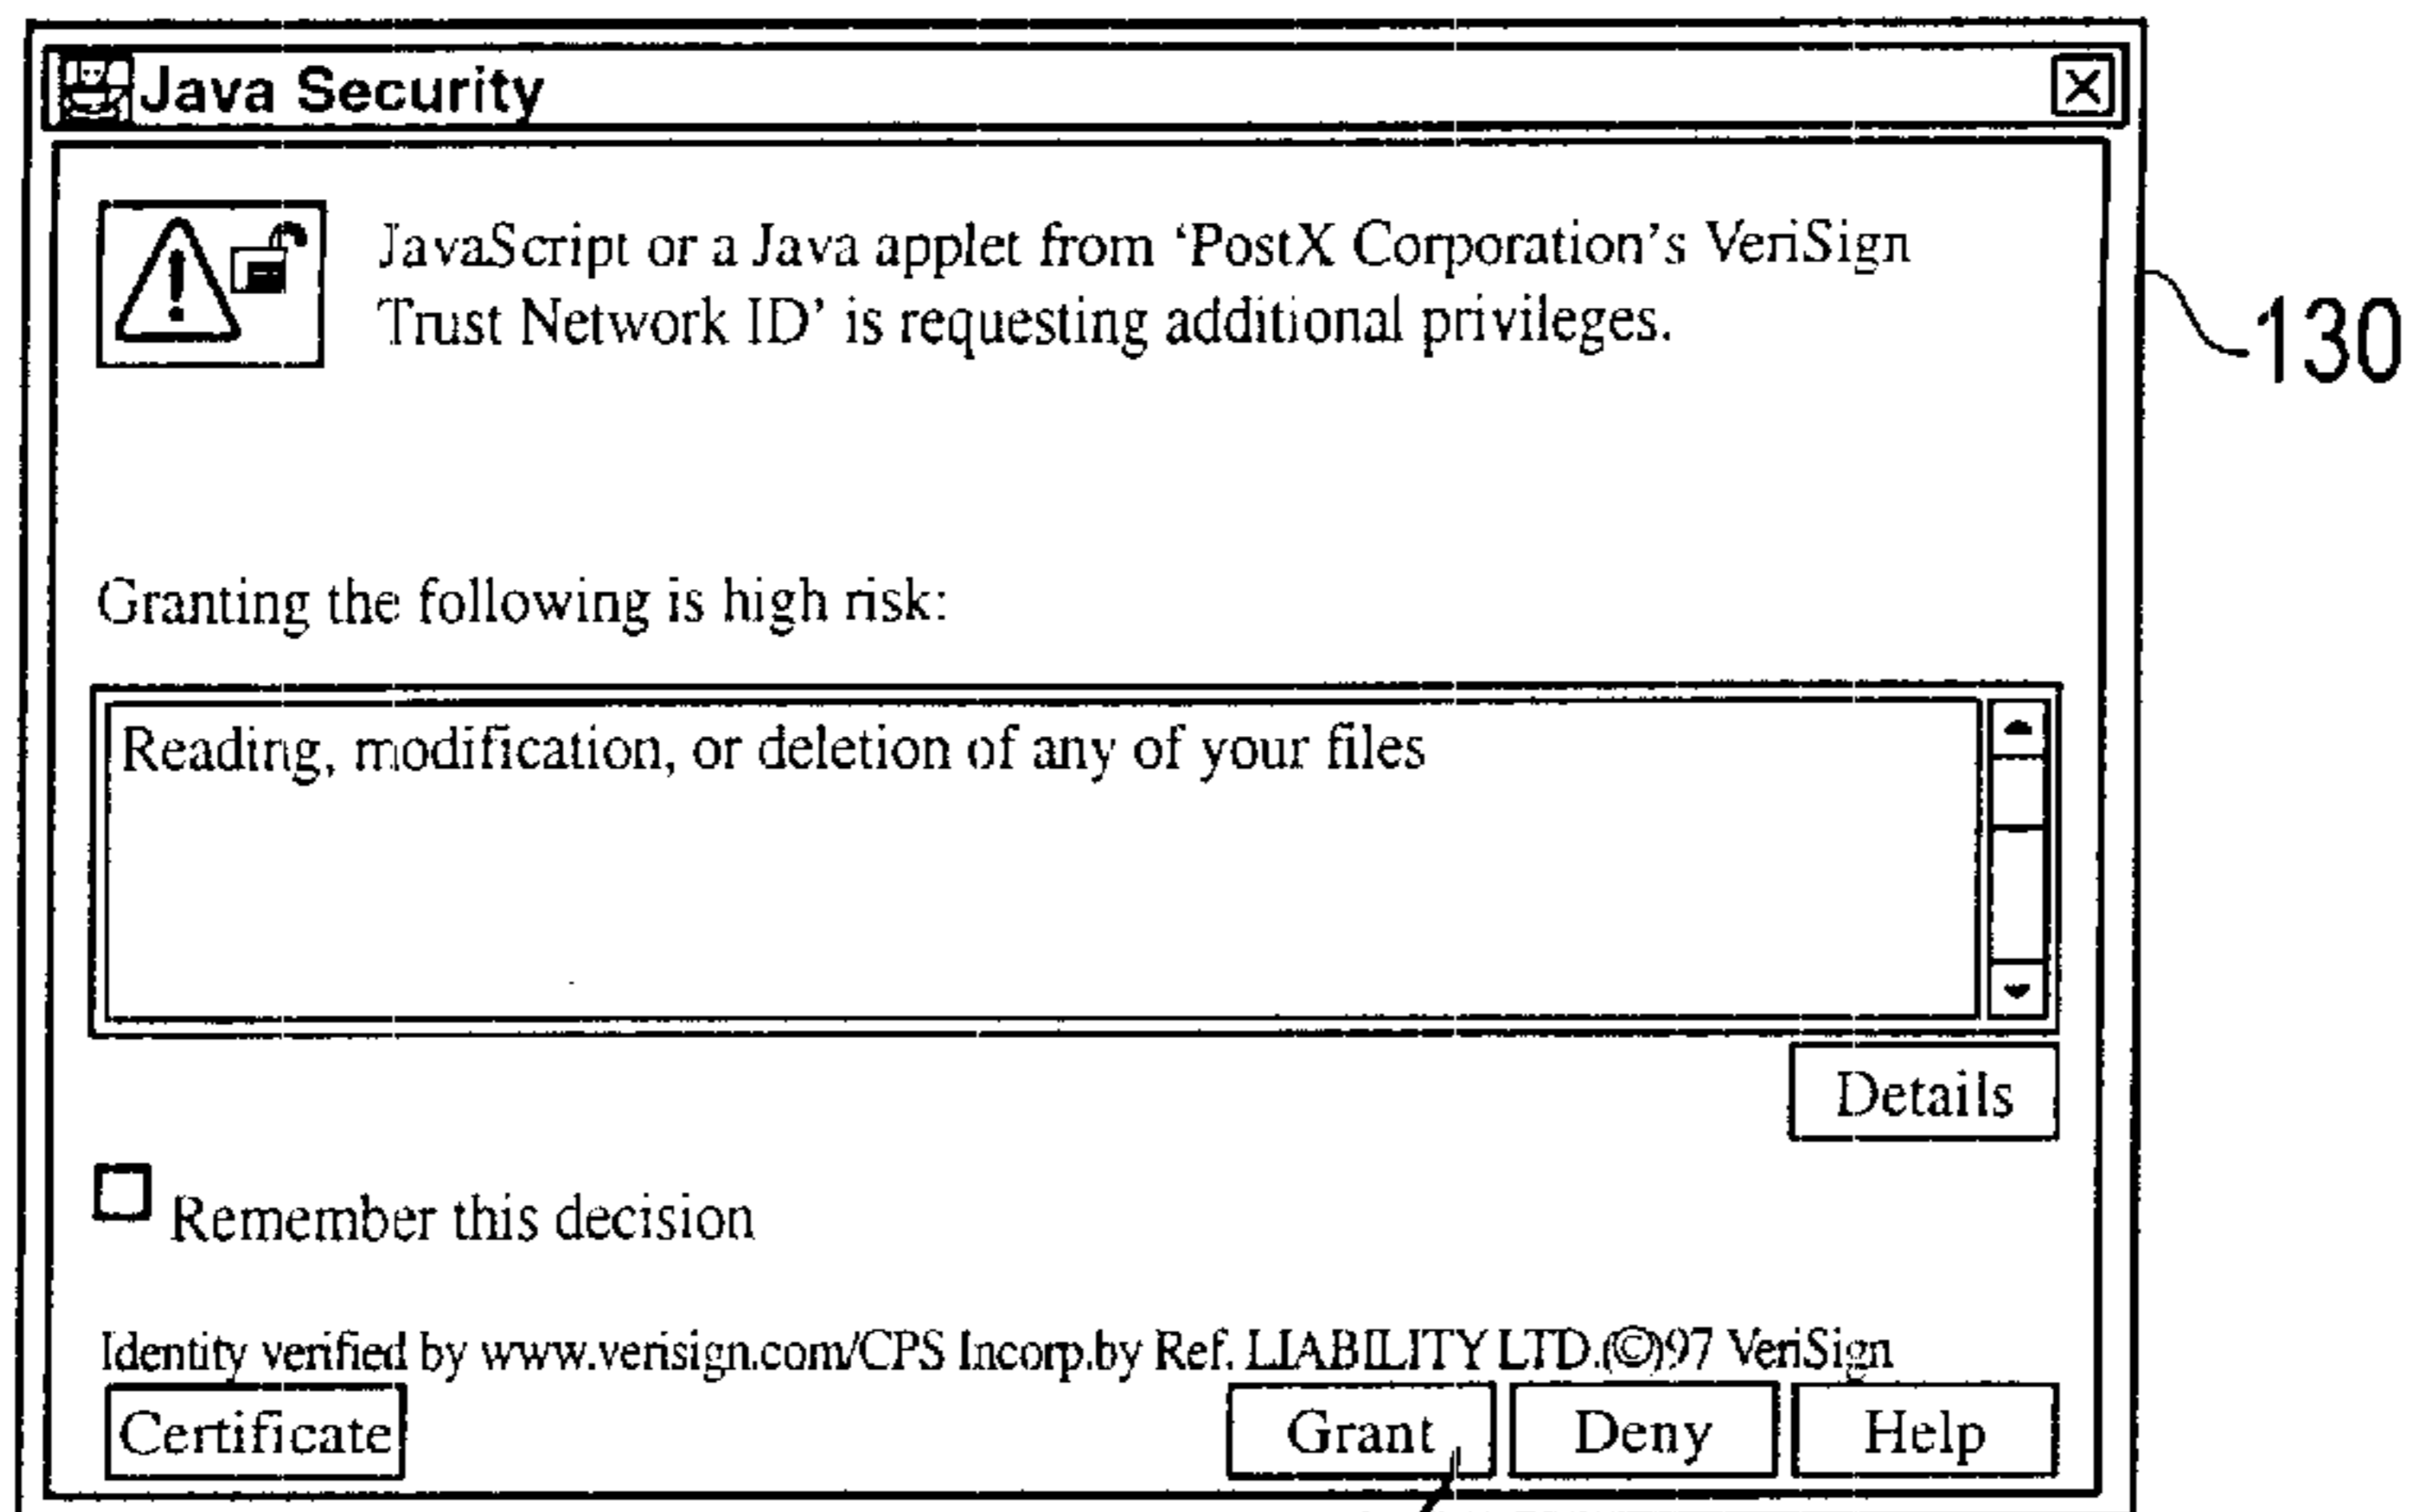 Java Security
JavaScript or a Java applet from ‘PostX Corporation’s VeriSign
Trust Network ID’ is requesting additional privileges.
130
Granting the following is high risk:
Reading, modification, or deletion of any of your files
Details
Remember this decision
Identity verified by www.verisign.com/CPS Incorp.by Ref. LIABILITY LTD.(©)97 VeriSign
Certificate Grant Deny Help